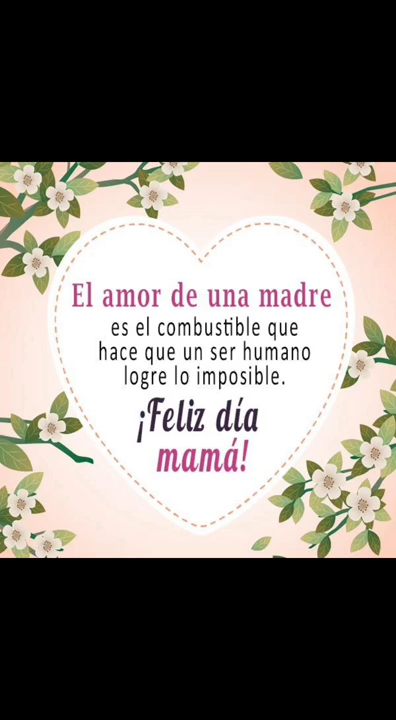 El amor de una madre
es el combustible que
hace que un ser humano
logre lo imposible.
¡Feliz día
mamá!